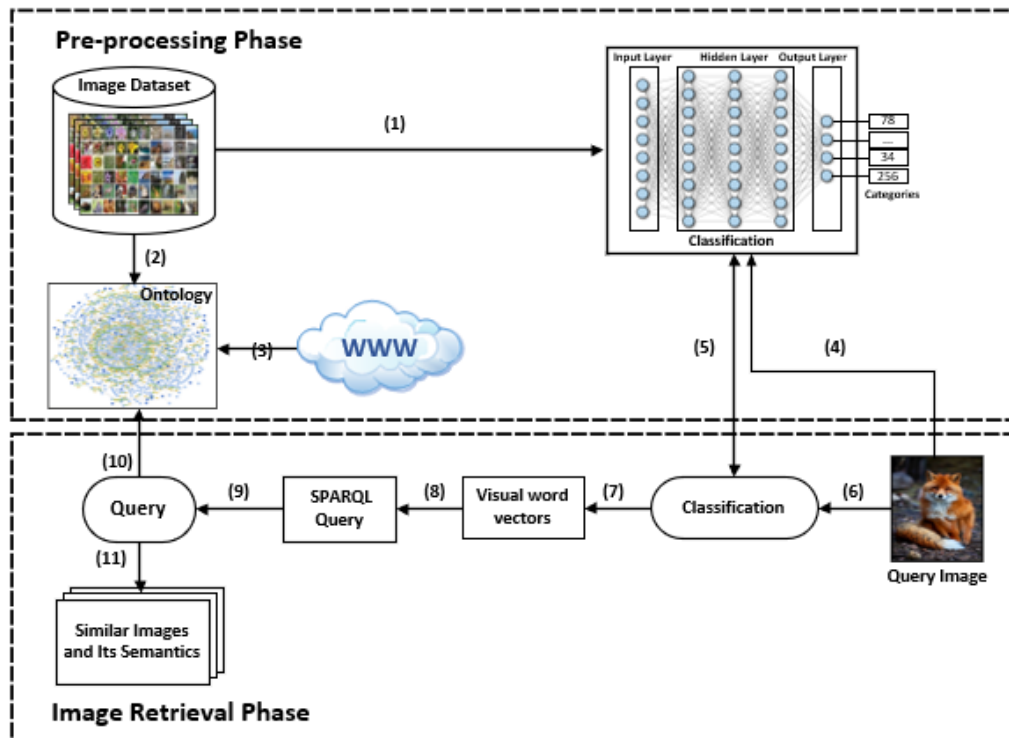 Pre-processing Phase
Image Dataset
(1)
Input Layer
Hidden Layer
Output Layer
78
....
34
256
Categories
Classification
(2)
Ontology
(3)
WWW
(5)
(4)
(10)
Query
(9)
SPARQL
Query
(8)
Visual word
vectors
(7)
Classification
(6)
Query Image
(11)
Similar Images
and Its Semantics
Image Retrieval Phase